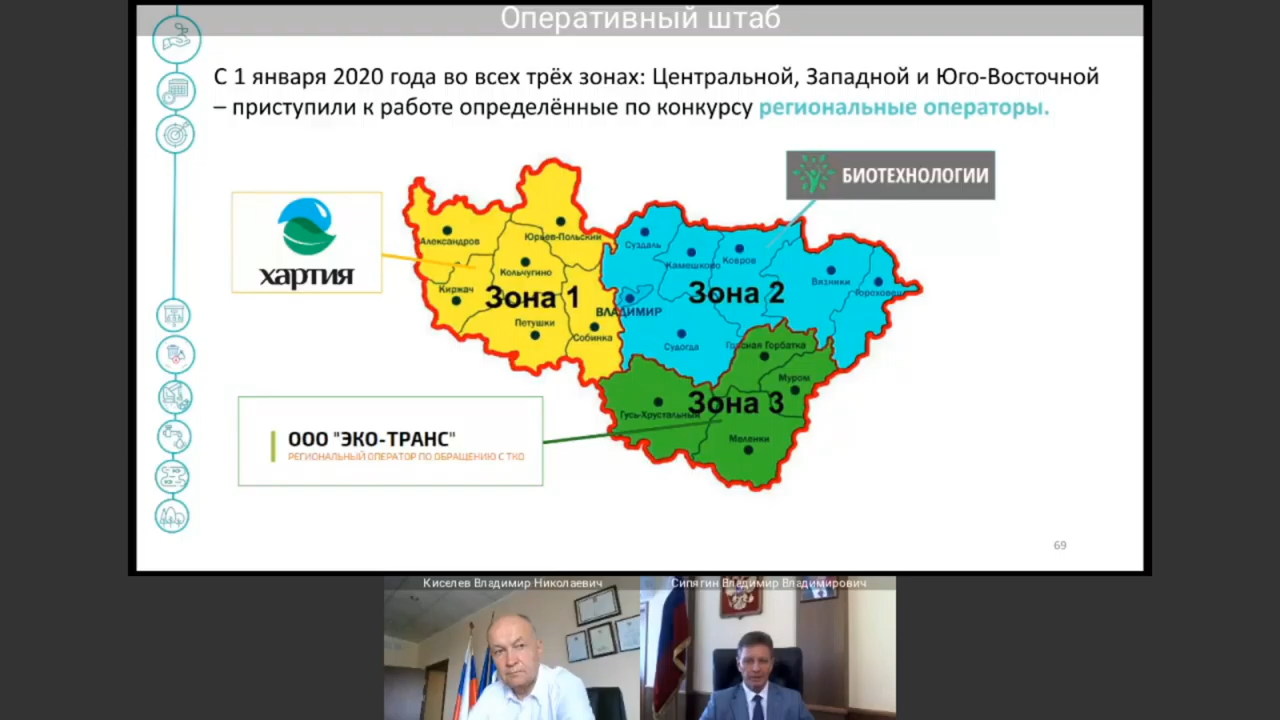 Оперативный штаб
С 1 января 2020 года во всех трёх зонах: Центральной, Западной и Юго-Восточной
– приступили к работе определённые по конкурсу региональные операторы.
БИОТЕХНОЛОГИИ
хартия
Александров
Юрьев-Польский
Кольчугино
Киржач
Зона 1
Петушки
Собинка
Суздаль
Камешково
Ковров
Вязники
Гороховец
Зона 2
ВЛАДИМИР
Судогда
Красная Горбатка
Муром
Зона 3
Гусь-Хрустальный
Меленки
ООО "ЭКО-ТРАНС"
РЕГИОНАЛЬНЫЙ ОПЕРАТОР ПО ОБРАЩЕНИЮ С ТКО
69
Киселев Владимир Николаевич
Сипягин Владимир Владимирович